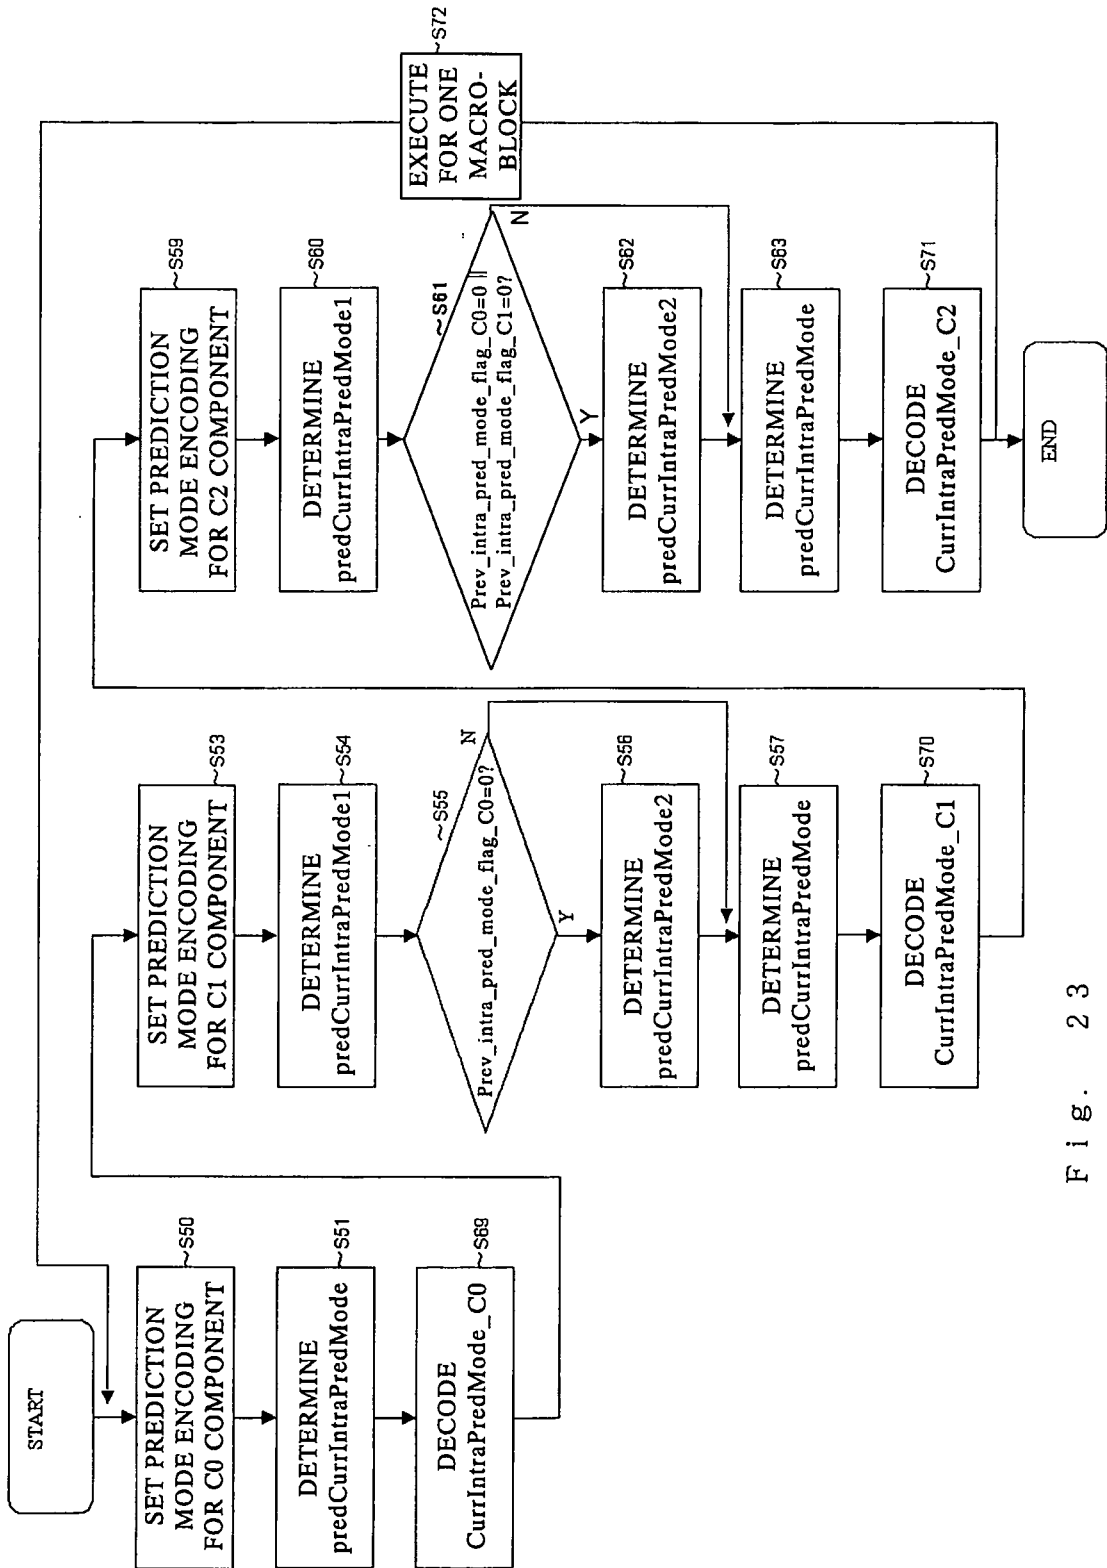 START
SET PREDICTION
MODE ENCODING
FOR C0 COMPONENT
~S50
DETERMINE
predCurrIntraPredMode
~S51
DECODE
CurrIntraPredMode_C0
~S69
SET PREDICTION
MODE ENCODING
FOR C1 COMPONENT
~S53
DETERMINE
predCurrIntraPredMode1
~S54
Prev_intra_pred_mode_flag_C0=0?
~S55
N
Y
DETERMINE
predCurrIntraPredMode2
~S56
DETERMINE
predCurrIntraPredMode
~S57
DECODE
CurrIntraPredMode_C1
~S70
SET PREDICTION
MODE ENCODING
FOR C2 COMPONENT
~S59
DETERMINE
predCurrIntraPredMode1
~S60
Prev_intra_pred_mode_flag_C0=0 ||
Prev_intra_pred_mode_flag_C1=0?
~S61
N
Y
DETERMINE
predCurrIntraPredMode2
~S62
DETERMINE
predCurrIntraPredMode
~S63
DECODE
CurrIntraPredMode_C2
~S71
EXECUTE
FOR ONE
MACRO-
BLOCK
~S72
END
Fig. 23